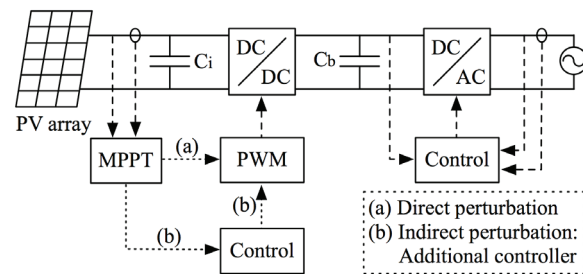 DC
DC
DC
AC
Ci
Cb
PV array
MPPT
(a)
PWM
Control
(b)
(b)
Control
(a) Direct perturbation
(b) Indirect perturbation:
Additional controller